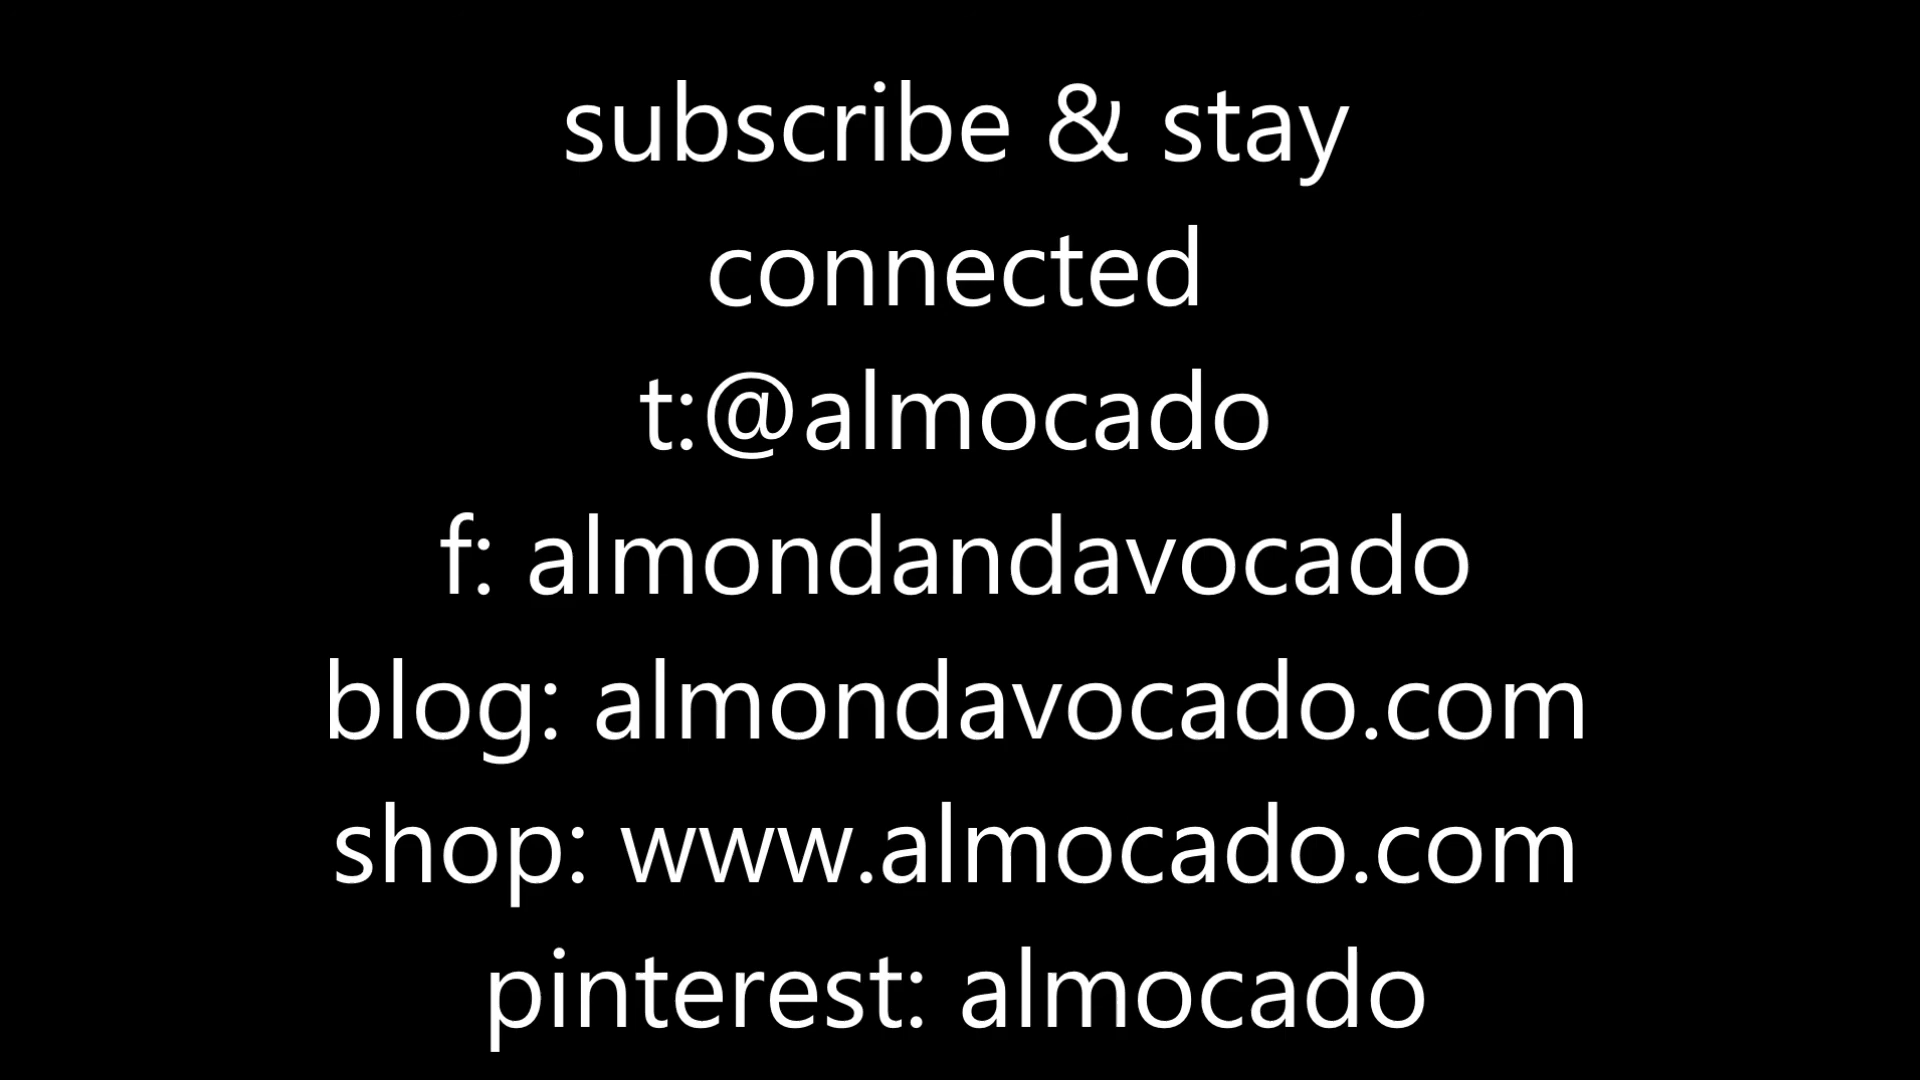 subscribe & stay
connected
t:@almocado
f: almondandavocado
blog: almondavocado.com
shop: www.almocado.com
pinterest: almocado